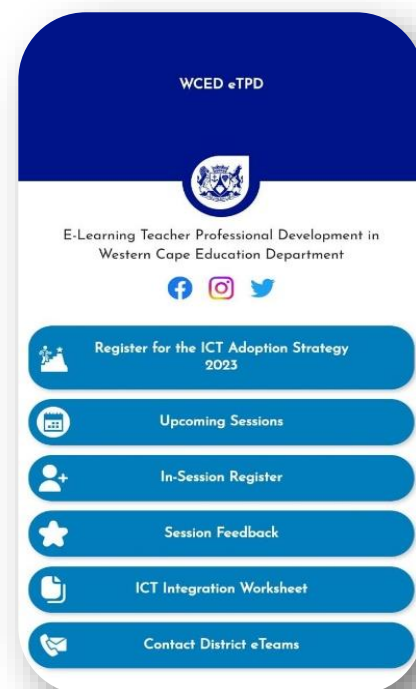 WCED eTPD
E-Learning Teacher Professional Development in
Western Cape Education Department
Register for the ICT Adoption Strategy
2023
Upcoming Sessions
In-Session Register
Session Feedback
ICT Integration Worksheet
Contact District eTeams